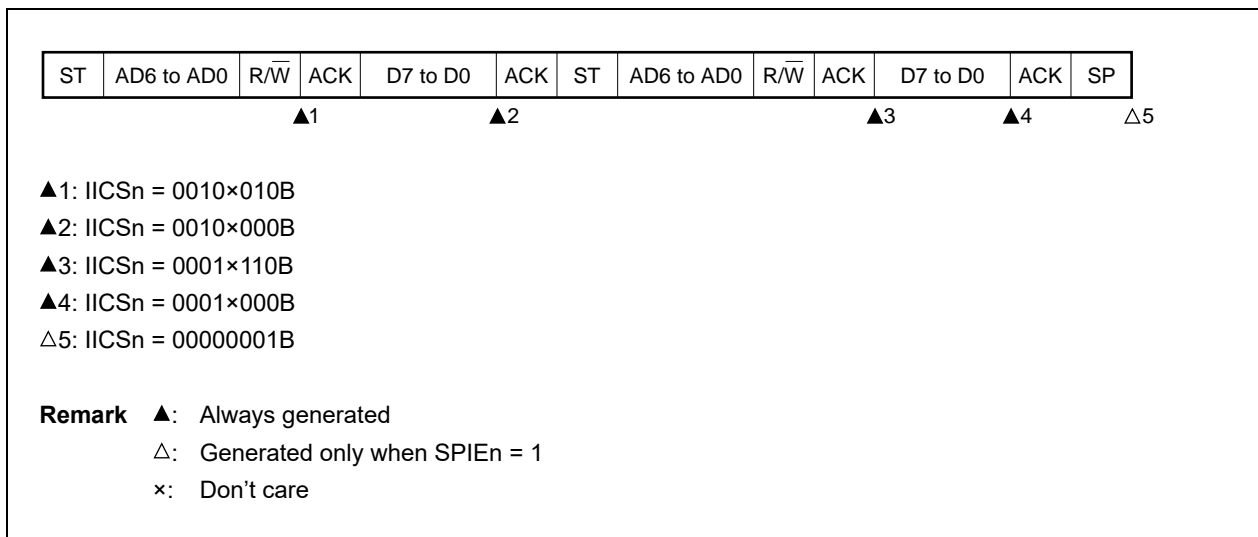 ST AD6 to AD0 R/W̅ ACK D7 to D0 ACK ST AD6 to AD0 R/W̅ ACK D7 to D0 ACK SP
▲1 ▲2 ▲3 ▲4 △5
▲1: IICSn = 0010×010B
▲2: IICSn = 0010×000B
▲3: IICSn = 0001×110B
▲4: IICSn = 0001×000B
△5: IICSn = 00000001B
Remark ▲: Always generated
△: Generated only when SPIEn = 1
×: Don’t care